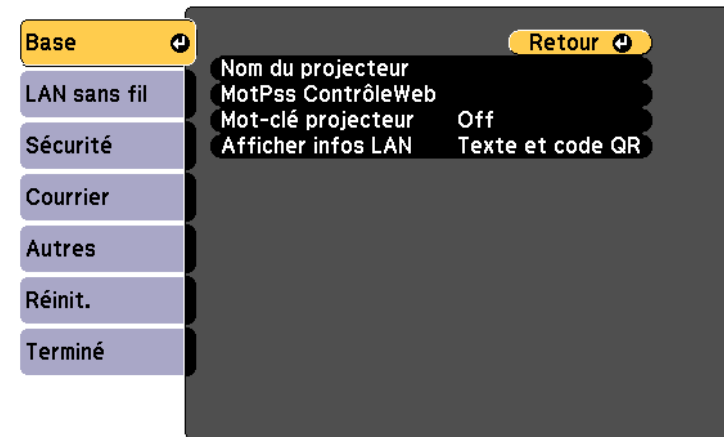 Base
LAN sans fil
Sécurité
Courrier
Autres
Réinit.
Terminé
Retour
Nom du projecteur
MotPss ContrôleWeb
Mot-clé projecteur Off
Afficher infos LAN Texte et code QR